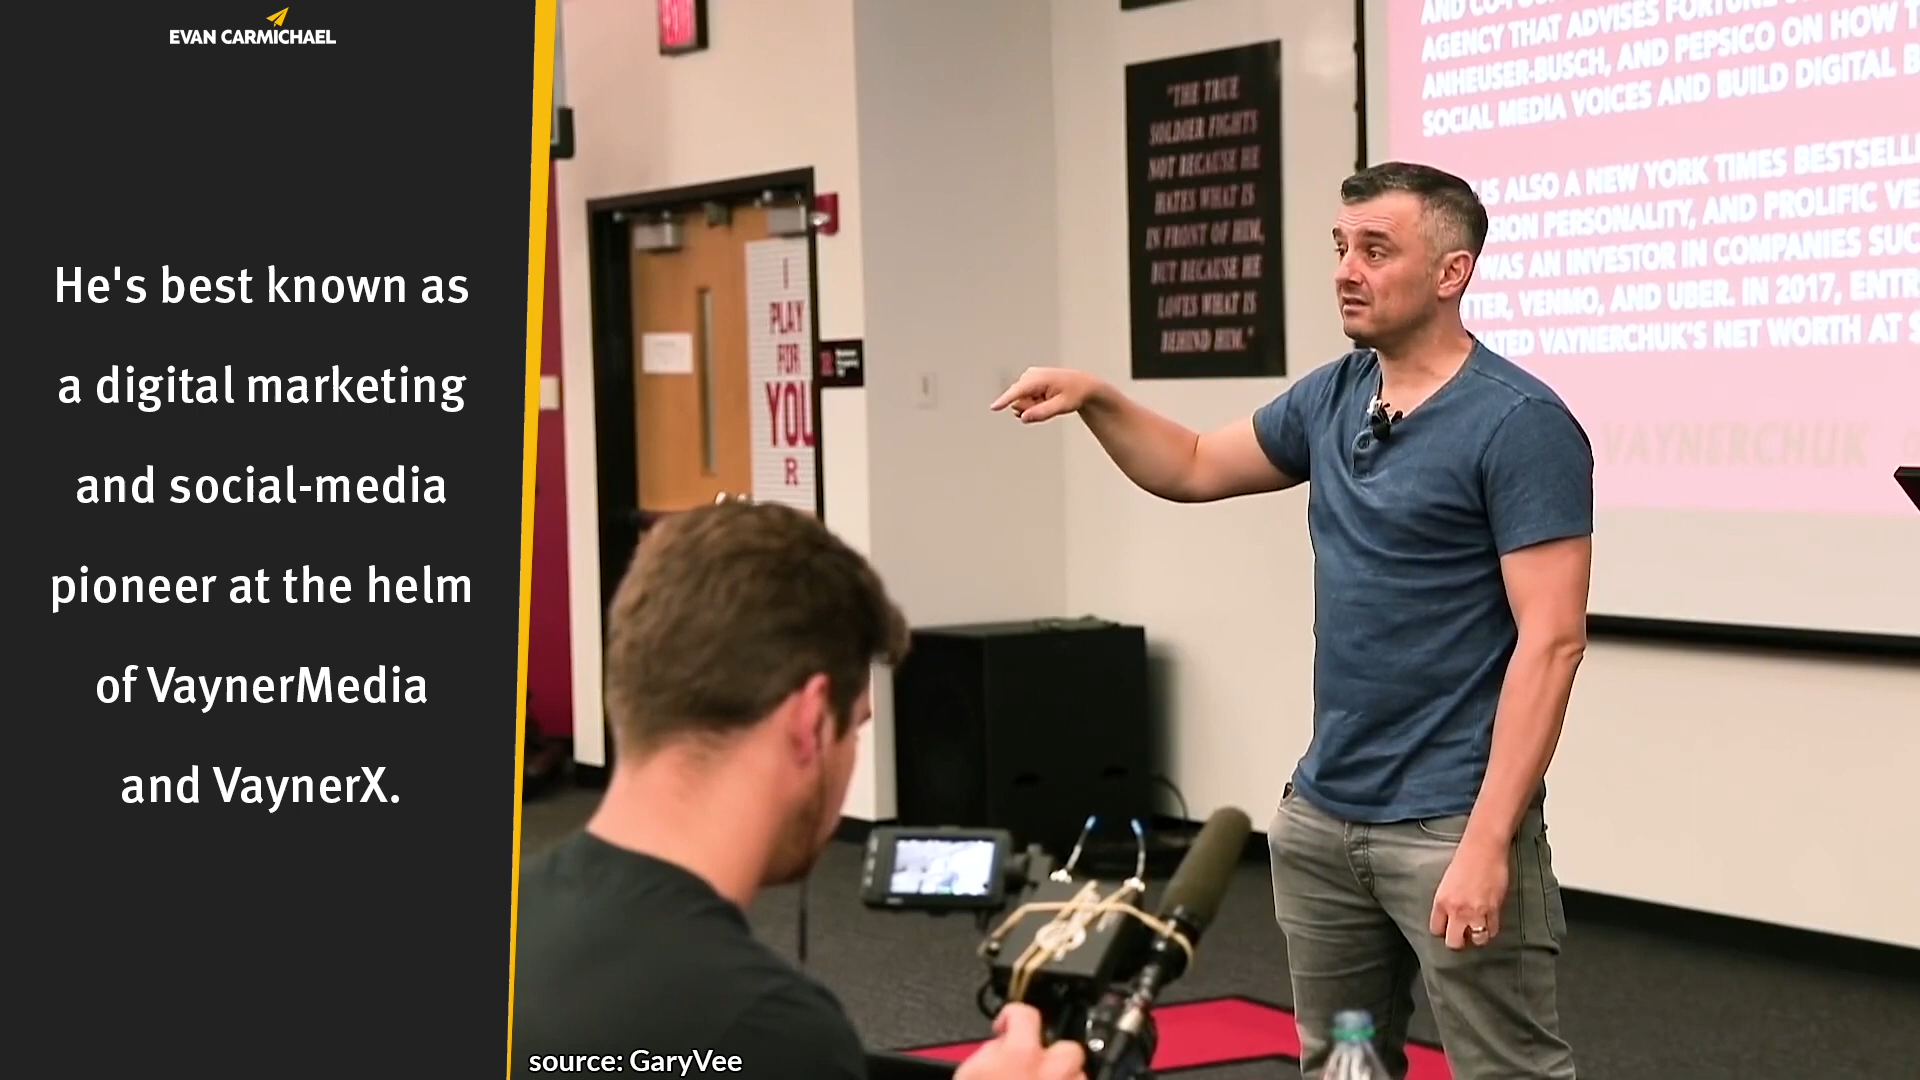 EVAN CARMICHAEL
He's best known as
a digital marketing
and social-media
pioneer at the helm
of VaynerMedia
and VaynerX.
EXIT
"THE TRUE
SOLDIER FIGHTS
NOT BECAUSE HE
HATES WHAT IS
IN FRONT OF HIM,
BUT BECAUSE HE
LOVES WHAT IS
BEHIND HIM."
I
PLAY
FOR
YOU
R
AGENCY THAT ADVISES
ANHEUSER-BUSCH, AND PEPSICO ON HOW
SOCIAL MEDIA VOICES AND BUILD DIGITAL
IS ALSO A NEW YORK TIMES
PERSONALITY, AND PROLIFIC
WAS AN INVESTOR IN COMPANIES
VENMO, AND UBER. IN 2017,
VAYNERCHUK'S NET WORTH AT
VAYNERCHUK
source: GaryVee